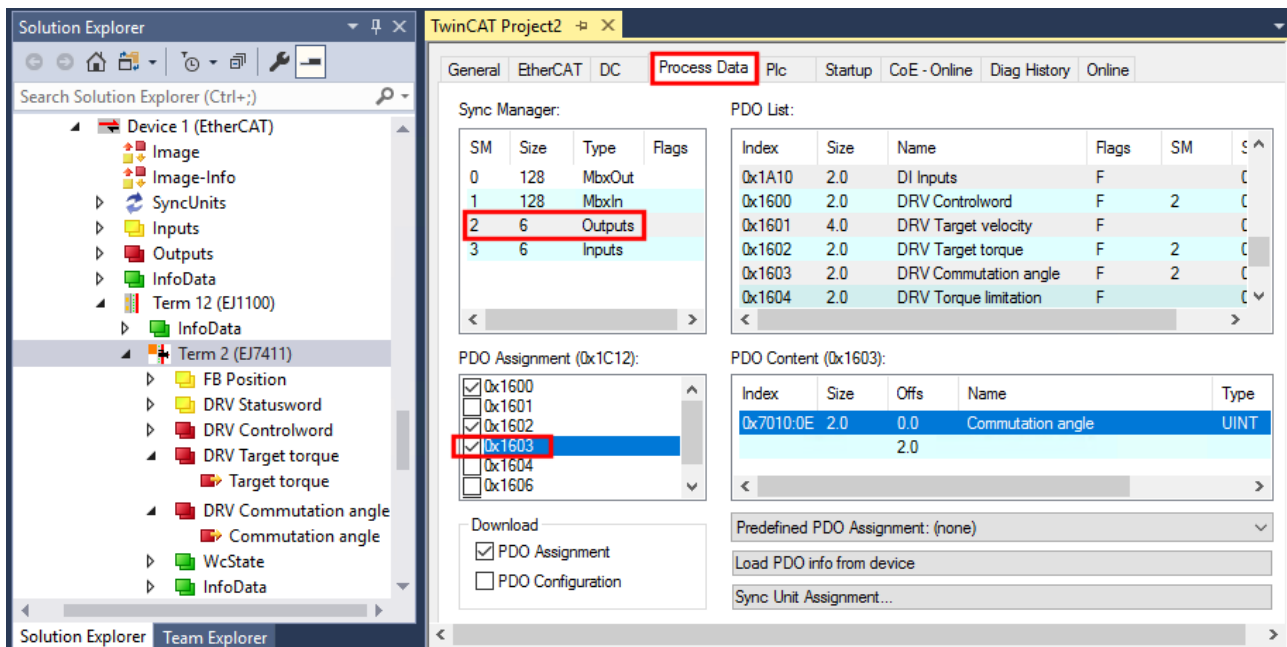 Solution Explorer
Search Solution Explorer (Ctrl+;)
Device 1 (EtherCAT)
Image
Image-Info
SyncUnits
Inputs
Outputs
InfoData
Term 12 (EJ1100)
InfoData
Term 2 (EJ7411)
FB Position
DRV Statusword
DRV Controlword
DRV Target torque
Target torque
DRV Commutation angle
Commutation angle
WcState
InfoData
Solution Explorer Team Explorer
TwinCAT Project2
General EtherCAT DC Process Data Plc Startup CoE - Online Diag History Online
Sync Manager:
SM Size Type Flags
0 128 MbxOut
1 128 MbxIn
2 6 Outputs
3 6 Inputs
PDO List:
Index Size Name Flags SM
0x1A10 2.0 DI Inputs F
0x1600 2.0 DRV Controlword F 2
0x1601 4.0 DRV Target velocity F
0x1602 2.0 DRV Target torque F 2
0x1603 2.0 DRV Commutation angle F 2
0x1604 2.0 DRV Torque limitation F
PDO Assignment (0x1C12):
0x1600
0x1601
0x1602
0x1603
0x1604
0x1606
PDO Content (0x1603):
Index Size Offs Name Type
0x7010:0E 2.0 0.0 Commutation angle UINT
2.0
Download
PDO Assignment
PDO Configuration
Predefined PDO Assignment: (none)
Load PDO info from device
Sync Unit Assignment...